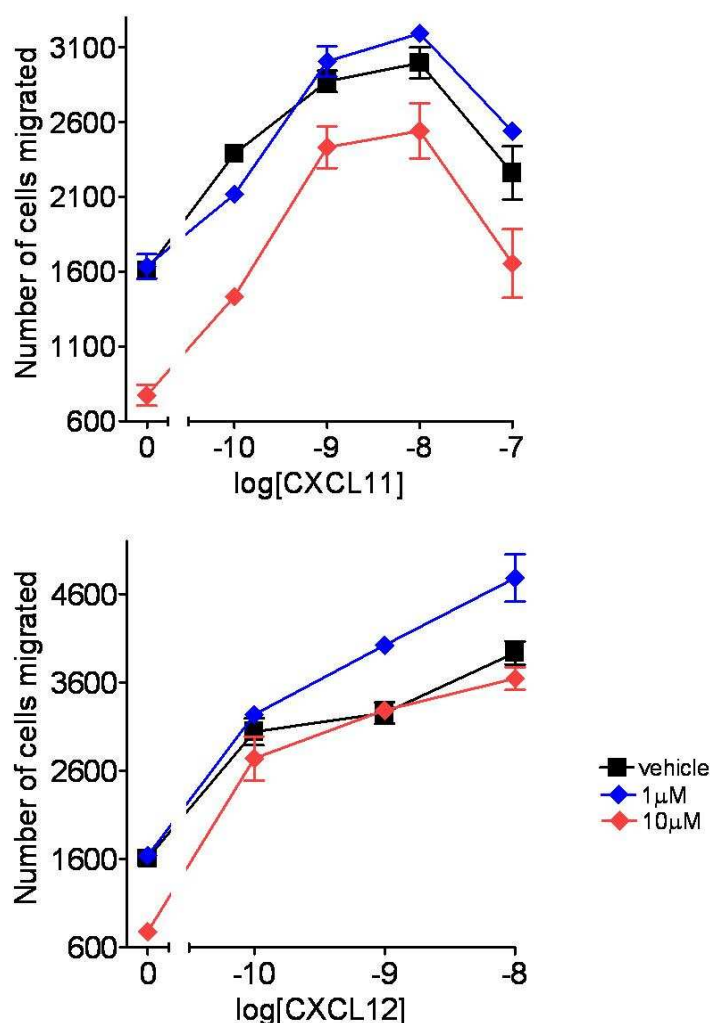 Number of cells migrated
3100
2600
2100
1600
1100
600
0 -10 -9 -8 -7
log[CXCL11]
Number of cells migrated
4600
3600
2600
1600
600
0 -10 -9 -8
log[CXCL12]
vehicle
1μM
10μM